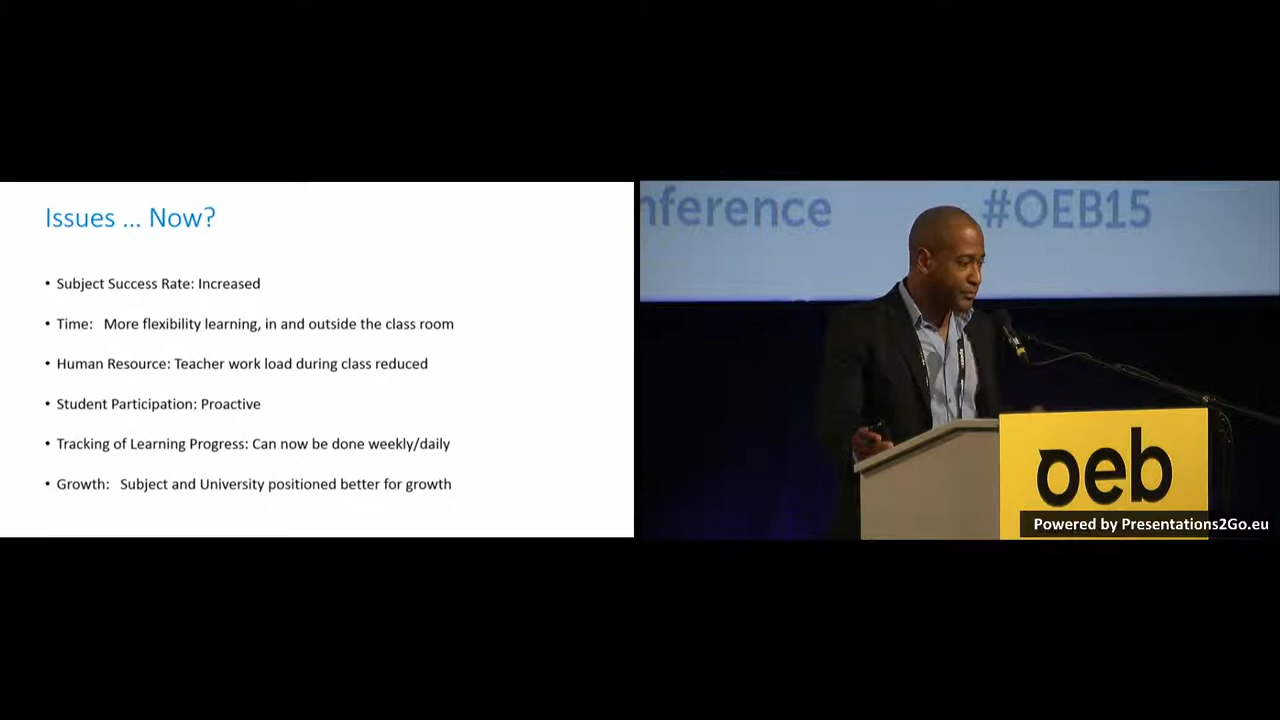 Issues ... Now?
• Subject Success Rate: Increased
• Time: More flexibility learning, in and outside the class room
• Human Resource: Teacher work load during class reduced
• Student Participation: Proactive
• Tracking of Learning Progress: Can now be done weekly/daily
• Growth: Subject and University positioned better for growth
nference #OEB15
oeb
Powered by Presentations2Go.eu